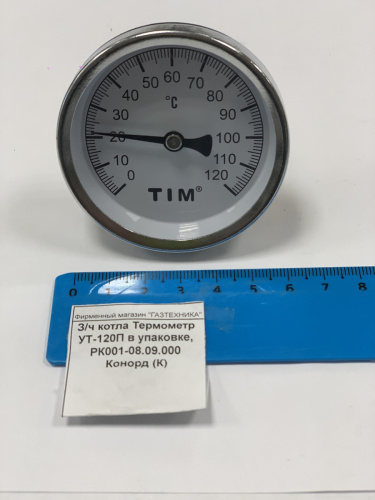 60
50 70
40 80
°C
30 90
20 100
10 110
0 120
TIM®
0 1 2 3 4 5 6 7 8
Фирменный магазин "ГАЗТЕХНИКА"
З/ч котла Термометр
УТ-120П в упаковке,
РК001-08.09.000
Конорд (К)